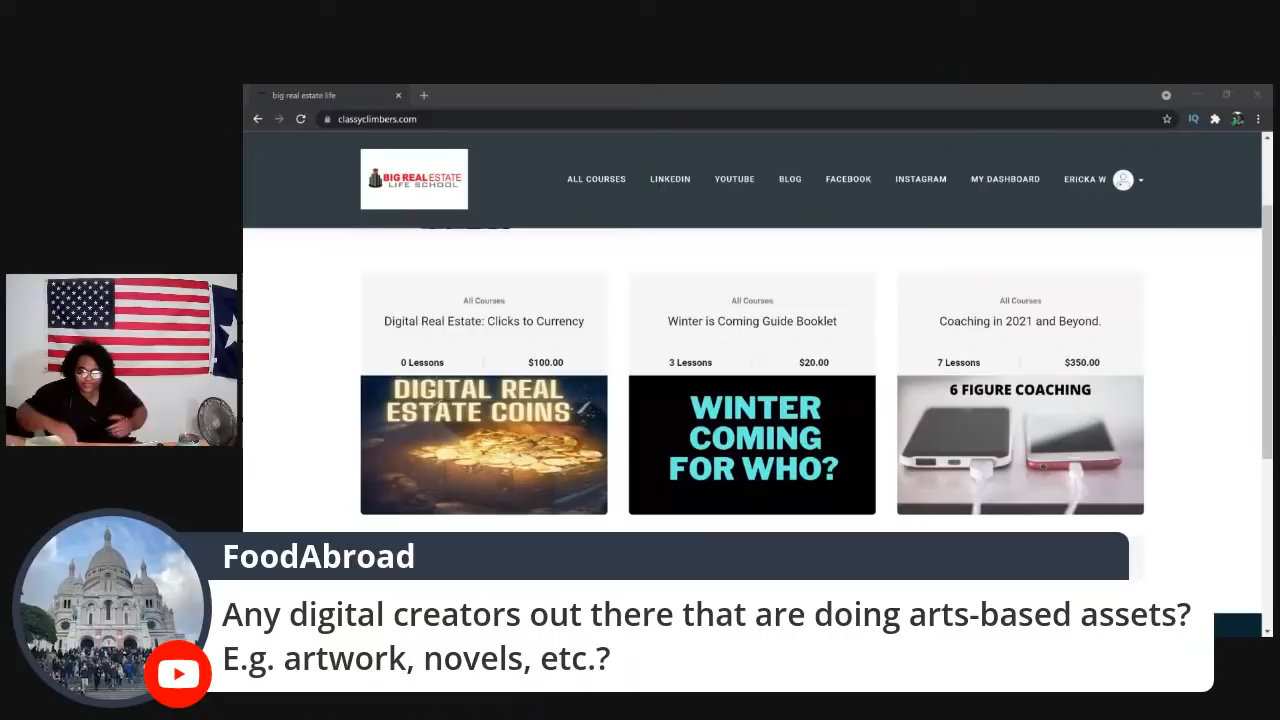 big real estate life
classyclimbers.com
IQ
BIG REAL ESTATE
LIFE SCHOOL
ALL COURSES
LINKEDIN
YOUTUBE
BLOG
FACEBOOK
INSTAGRAM
MY DASHBOARD
ERICKA W
All Courses
Digital Real Estate: Clicks to Currency
0 Lessons
$100.00
DIGITAL REAL
ESTATE COINS
All Courses
Winter is Coming Guide Booklet
3 Lessons
$20.00
WINTER
COMING
FOR WHO?
All Courses
Coaching in 2021 and Beyond.
7 Lessons
$350.00
6 FIGURE COACHING
FoodAbroad
Any digital creators out there that are doing arts-based assets?
E.g. artwork, novels, etc.?